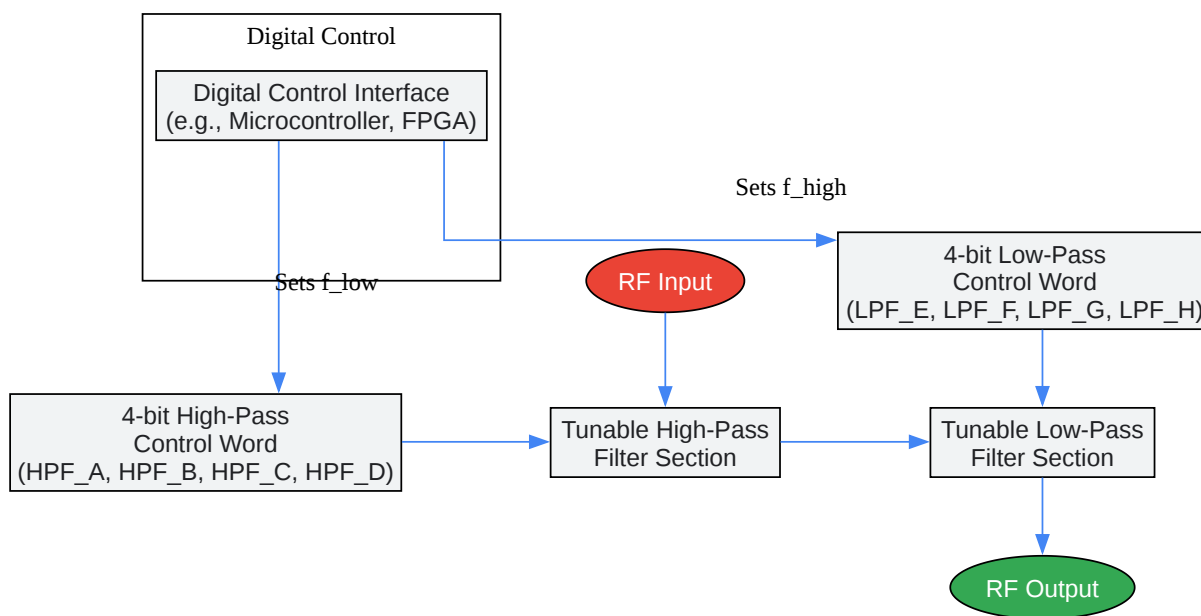 Digital Control
Digital Control Interface
(e.g., Microcontroller, FPGA)
Sets f_high
Sets f_low
RF Input
4-bit Low-Pass
Control Word
(LPF_E, LPF_F, LPF_G, LPF_H)
4-bit High-Pass
Control Word
(HPF_A, HPF_B, HPF_C, HPF_D)
Tunable High-Pass
Filter Section
Tunable Low-Pass
Filter Section
RF Output